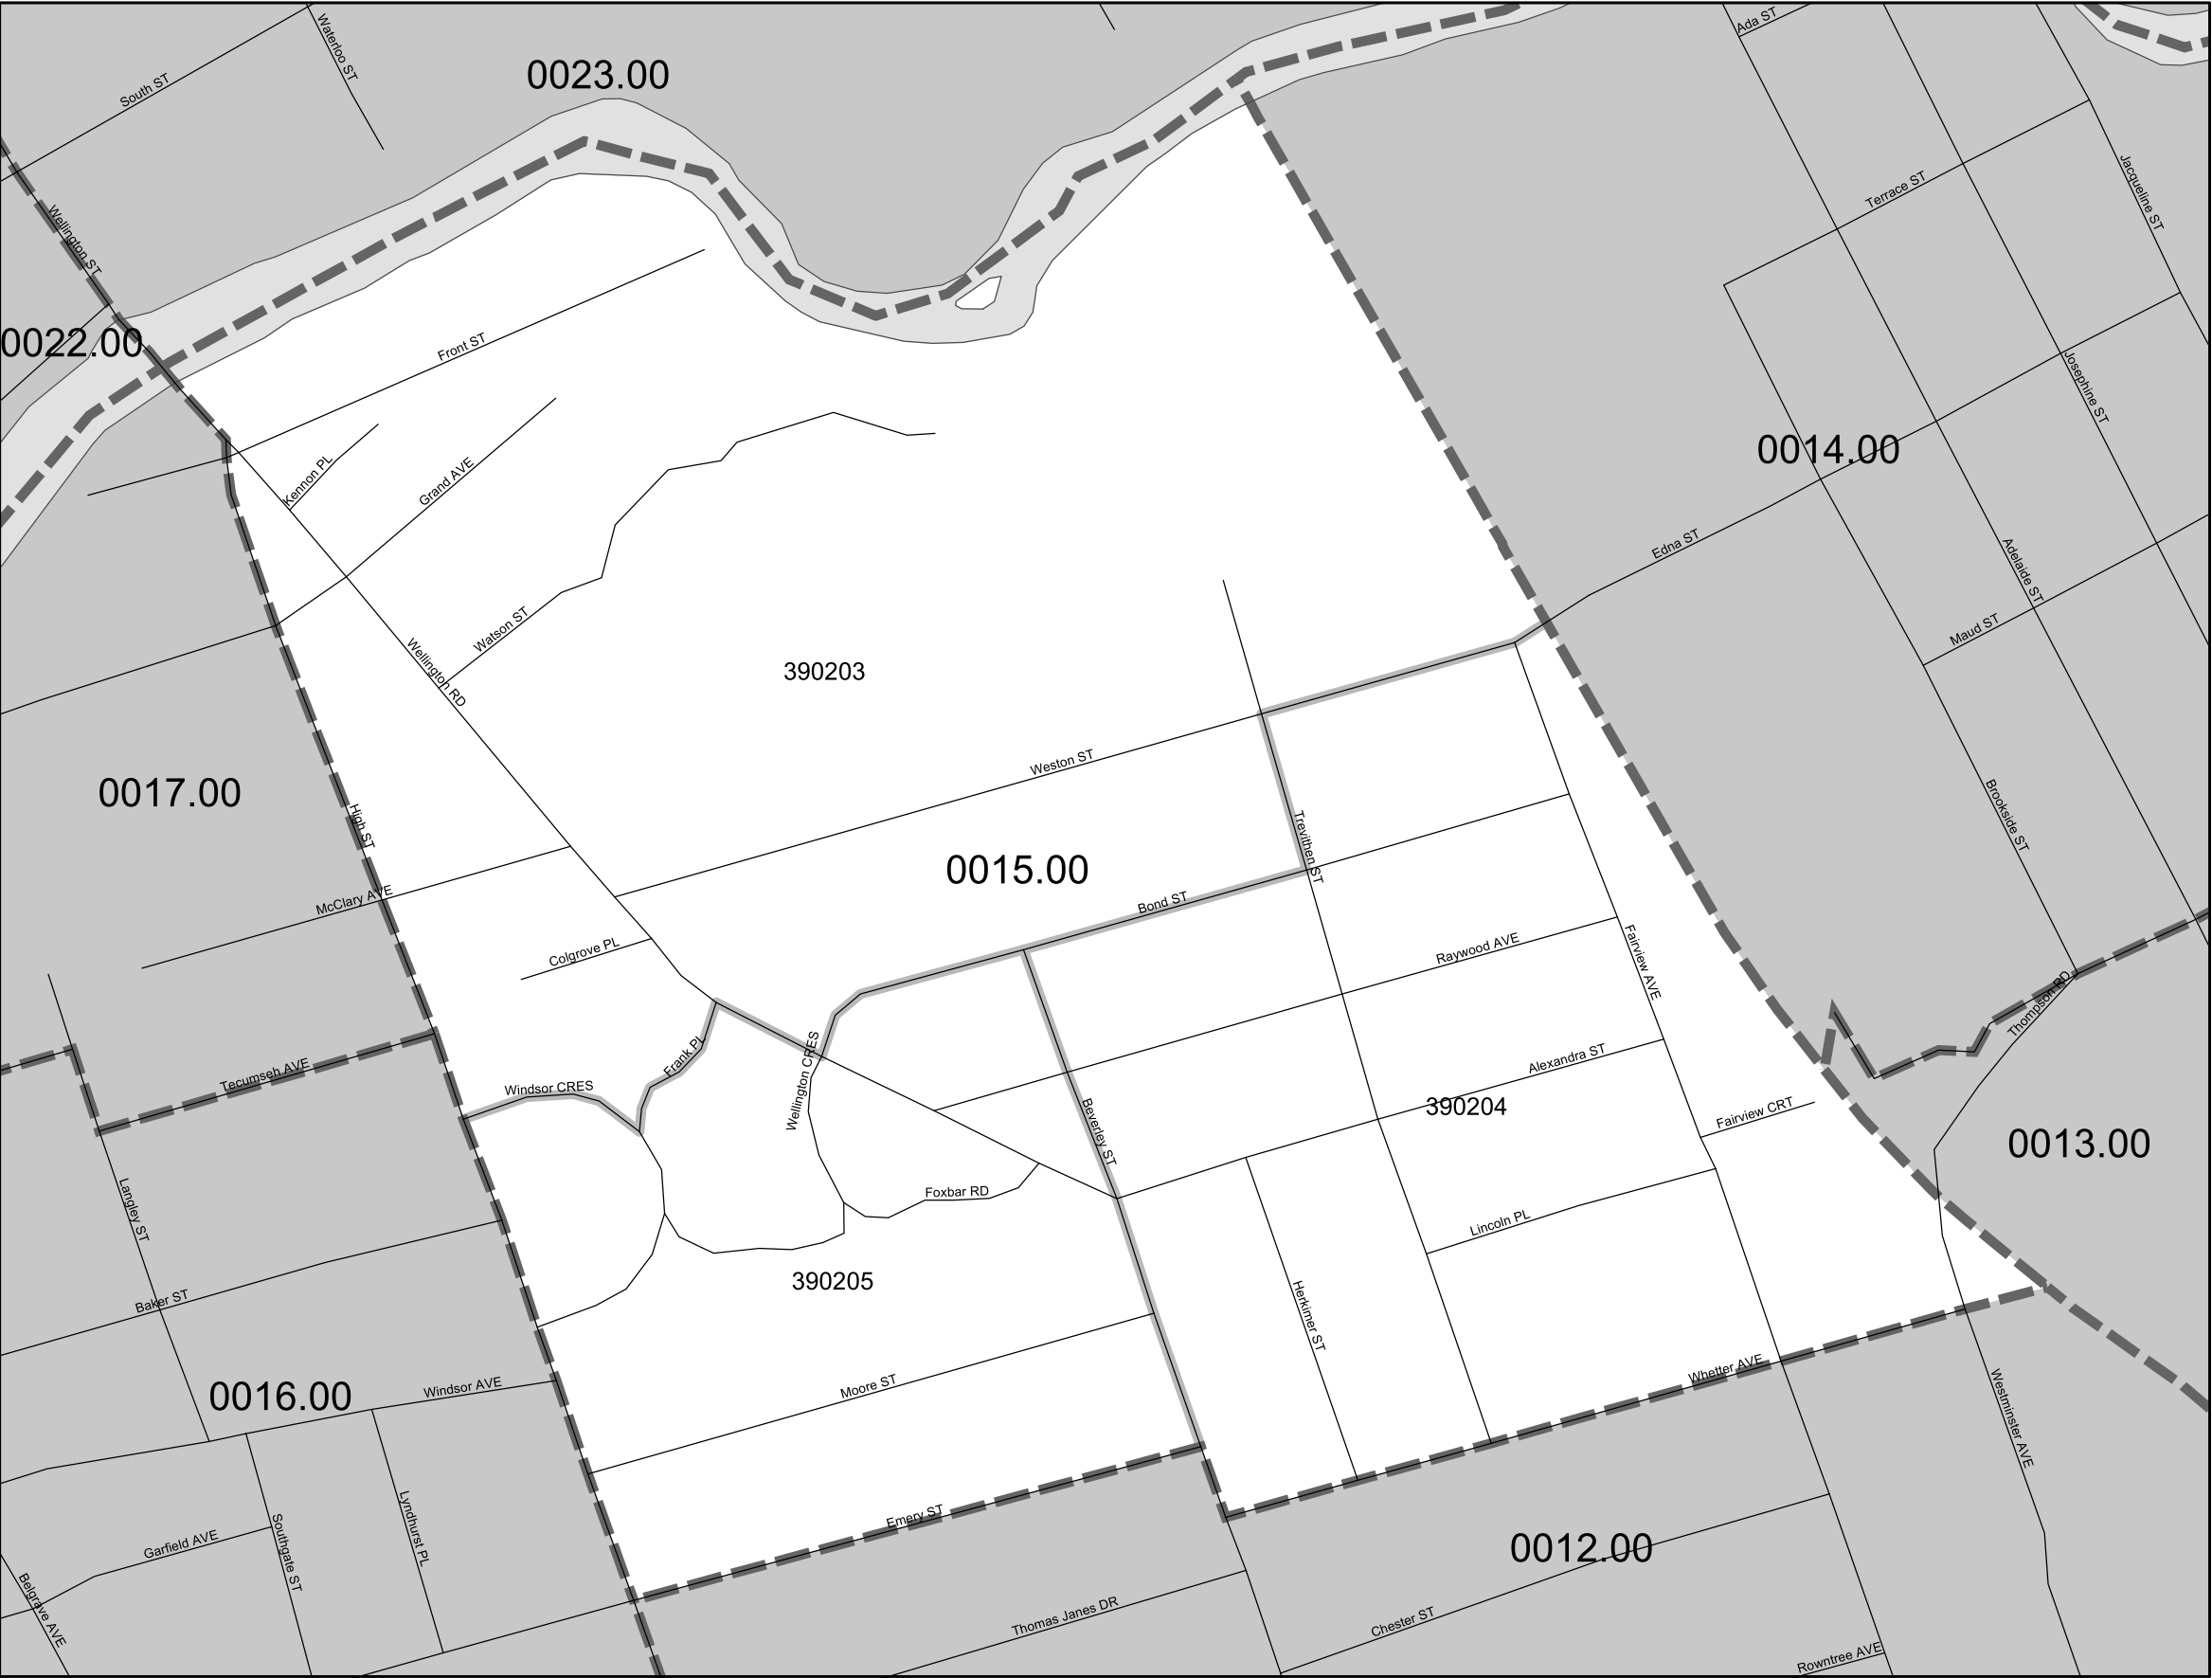 Waterloo ST
Ada ST
South ST
0023.00
Jacqueline ST
Terrace ST
Wellington ST
0022.00
Front ST
Josephine ST
0014.00
Kennon PL
Grand AVE
Edna ST
Adelaide ST
Watson ST
Maud ST
Wellington RD
390203
Weston ST
0017.00
High ST
Trevithen ST
Brookside ST
0015.00
McClary AVE
Bond ST
Colgrove PL
Raywood AVE
Fairview AVE
Thompson RD
Frank PL
Wellington CRES
Tecumseh AVE
Windsor CRES
Alexandra ST
390204
Fairview CRT
Beverley ST
0013.00
Langley ST
Foxbar RD
Lincoln PL
390205
Baker ST
Herkimer ST
Moore ST
Whetter AVE
0016.00
Windsor AVE
Westminster AVE
Emery ST
Lyndhurst PL
Garfield AVE
Southgate ST
0012.00
Belgrave AVE
Thomas Janes DR
Chester ST
Rowntree AVE